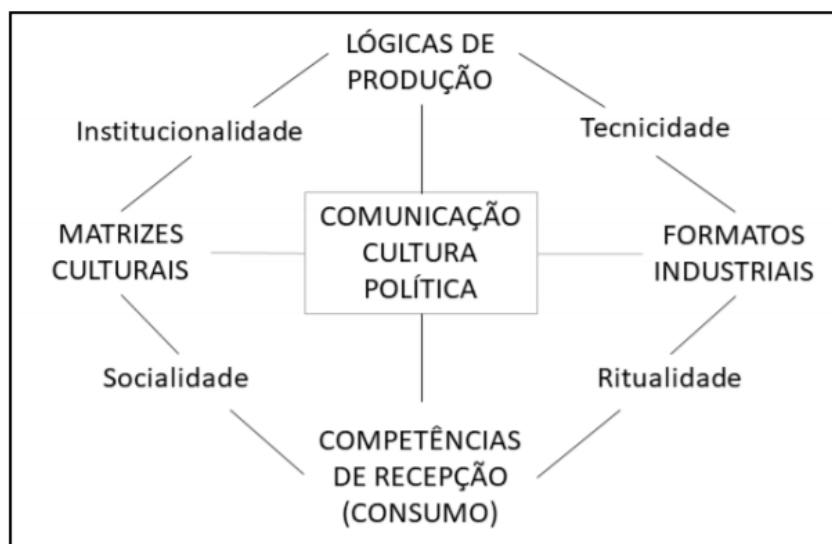 LÓGICAS DE
PRODUÇÃO
Institucionalidade
Tecnicidade
MATRIZES
CULTURAIS
COMUNICAÇÃO
CULTURA
POLÍTICA
FORMATOS
INDUSTRIAIS
Socialidade
Ritualidade
COMPETÊNCIAS
DE RECEPÇÃO
(CONSUMO)